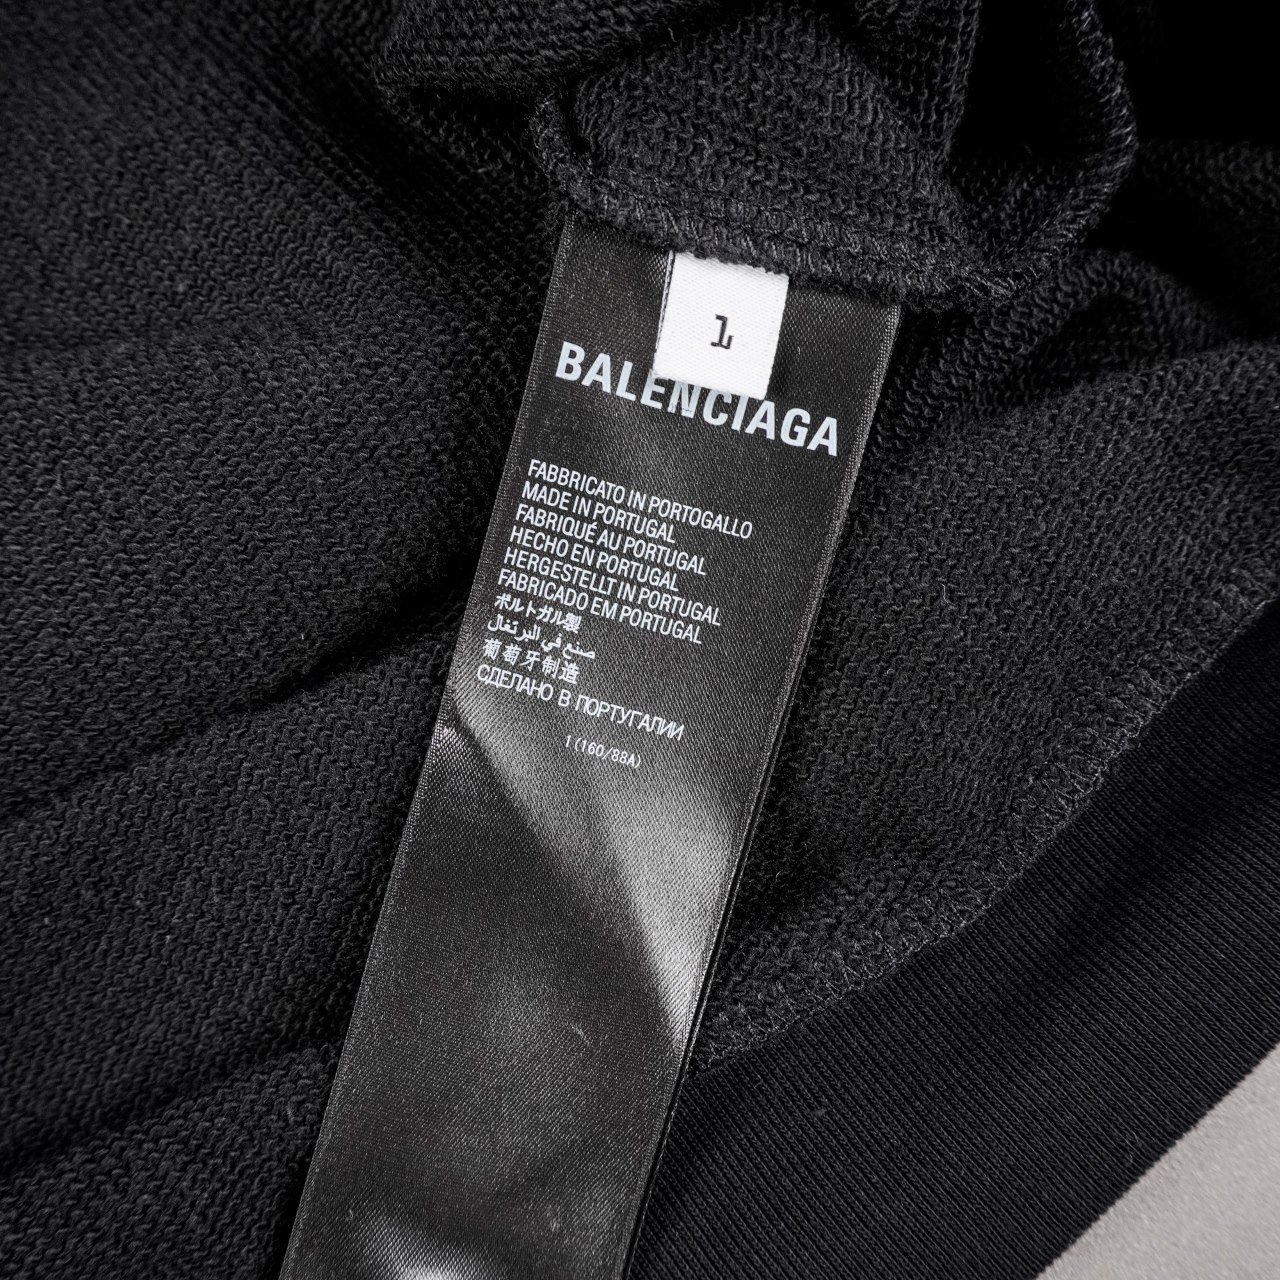 1
BALENCIAGA
FABBRICATO IN PORTOGALLO
MADE IN PORTUGAL
FABRIQUÉ AU PORTUGAL
HECHO EN PORTUGAL
HERGESTELLT IN PORTUGAL
FABRICADO EM PORTUGAL
ポルトガル製
صنع في البرتغال
葡萄牙制造
СДЕЛАНО В ПОРТУГАЛИИ
1 (160/88A)